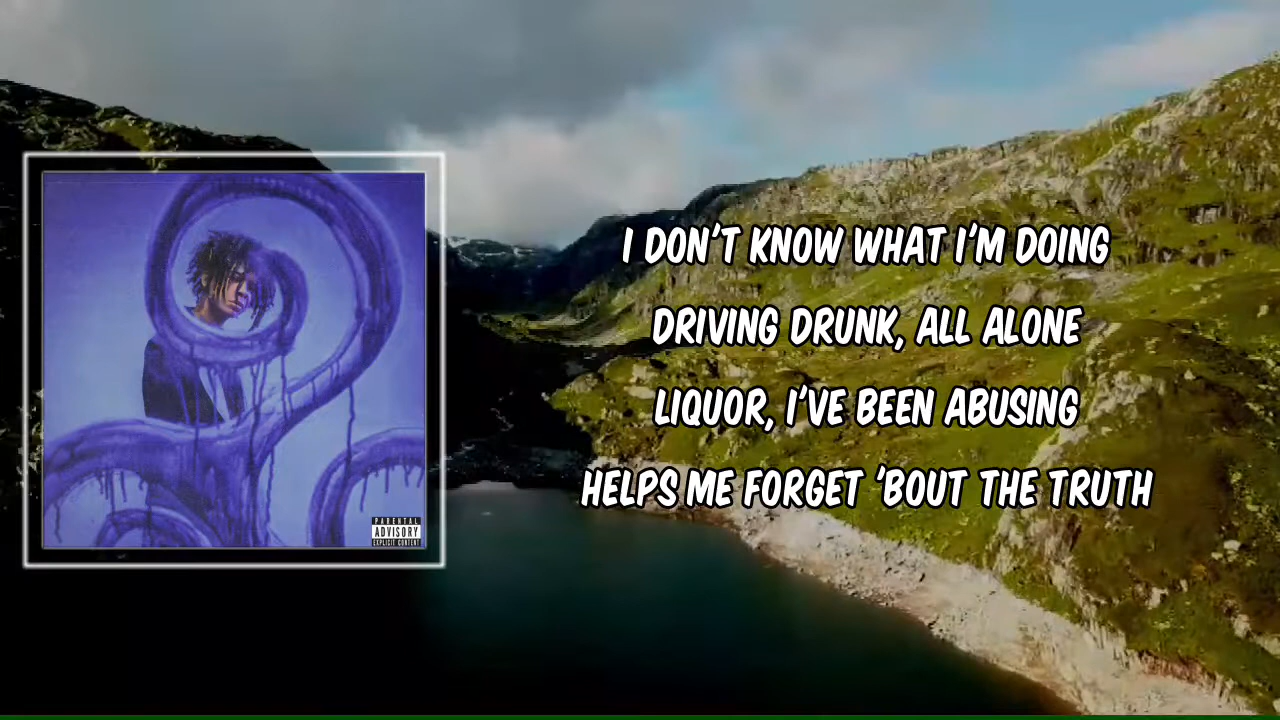 I DON'T KNOW WHAT I'M DOING
DRIVING DRUNK, ALL ALONE
LIQUOR, I'VE BEEN ABUSING
HELPS ME FORGET 'BOUT THE TRUTH
PARENTAL
ADVISORY
EXPLICIT CONTENT